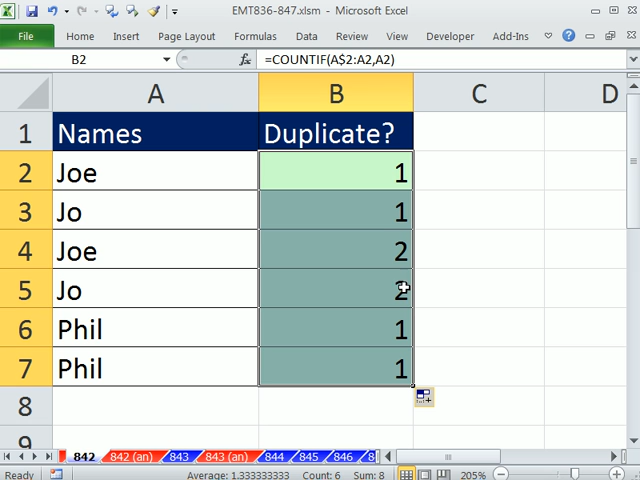 EMT836-847.xlsm - Microsoft Excel
File Home Insert Page Layout Formulas Data Review View Developer Add-Ins
B2 fx =COUNTIF(A$2:A2,A2)
A B C D
1 Names Duplicate?
2 Joe 1
3 Jo 1
4 Joe 2
5 Jo 2
6 Phil 1
7 Phil 1
8
9
842 842 (an) 843 843 (an) 844 845 846
Ready Average: 1.333333333 Count: 6 Sum: 8 205%